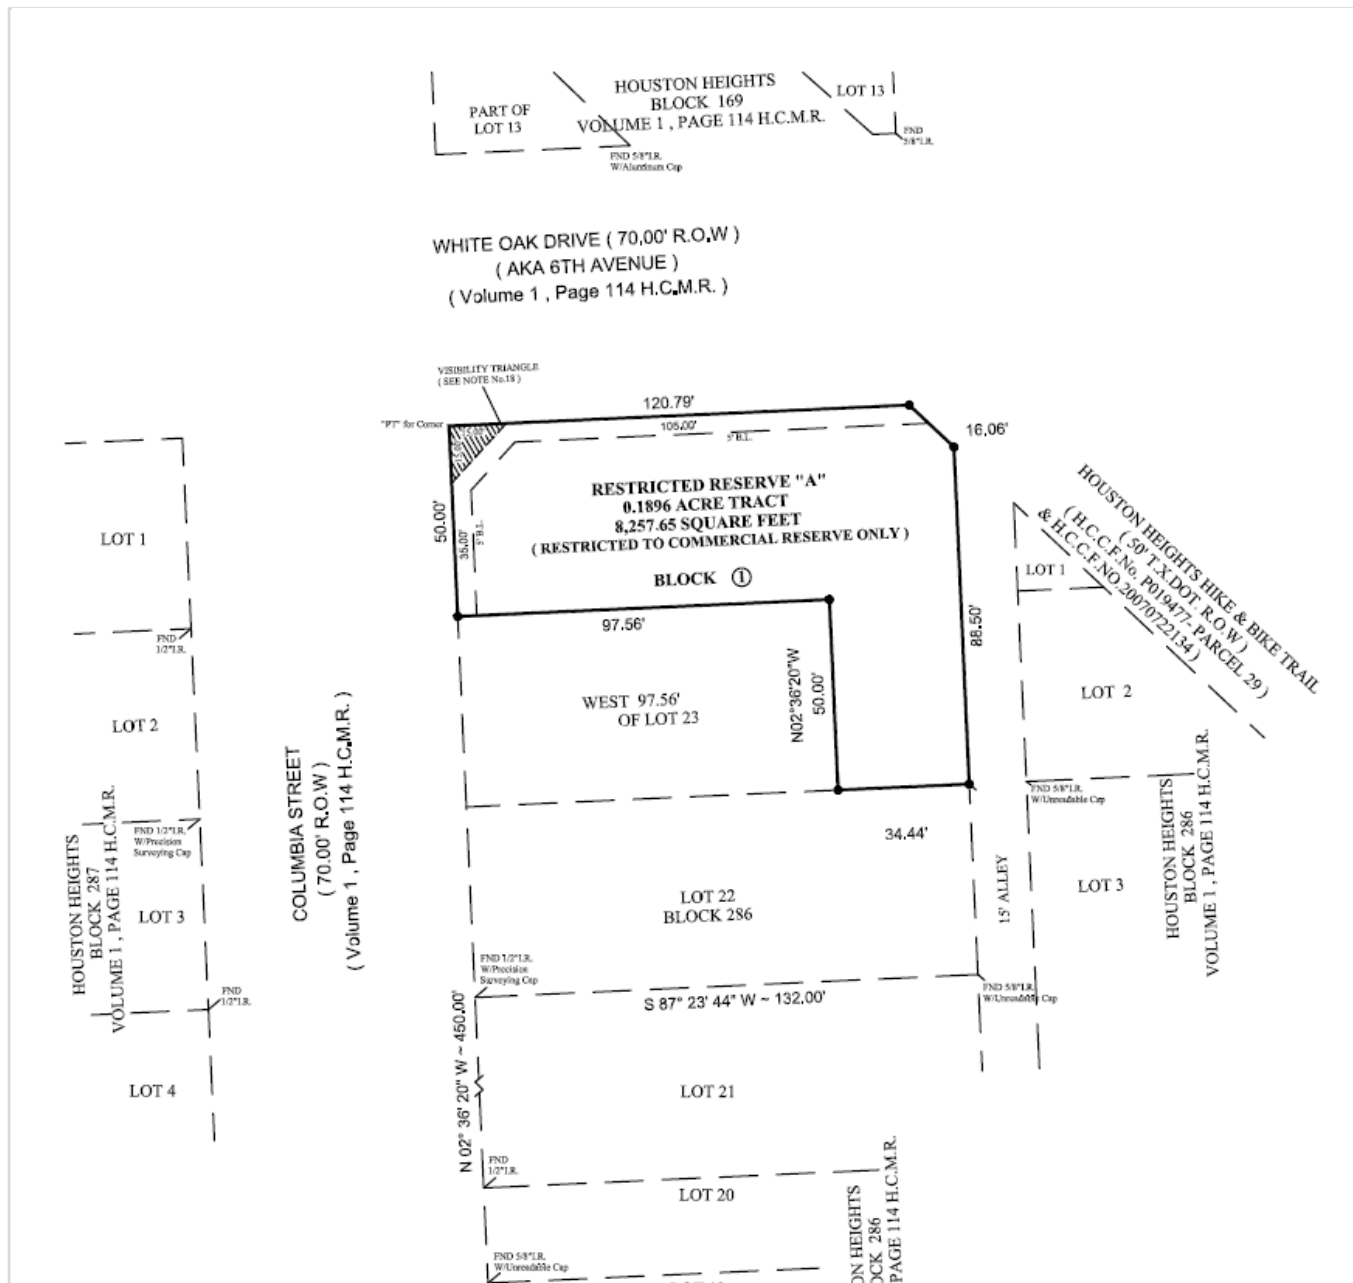 HOUSTON HEIGHTS
BLOCK 169
VOLUME 1 , PAGE 114 H.C.M.R.
PART OF
LOT 13
LOT 13
FND
5/8"I.R.
FND 5/8"I.R.
W/Aluminum Cap
WHITE OAK DRIVE ( 70.00' R.O.W )
( AKA 6TH AVENUE )
( Volume 1 , Page 114 H.C.M.R. )
VISIBILITY TRIANGLE
( SEE NOTE No.18 )
"PT" for Corner
120.79'
105.00'
5' B.L.
16.06'
15.00'
15.00'
50.00'
35.00'
5' B.L.
RESTRICTED RESERVE "A"
0.1896 ACRE TRACT
8,257.65 SQUARE FEET
( RESTRICTED TO COMMERCIAL RESERVE ONLY )
BLOCK 1
97.56'
N02°36'20"W
50.00'
88.50'
34.44'
WEST 97.56'
OF LOT 23
HOUSTON HEIGHTS HIKE & BIKE TRAIL
( 50' T.X.DOT. R.O.W )
( H.C.C.F.No. P019477- PARCEL 29 )
& H.C.C.F.NO.20070722134 )
LOT 1
LOT 2
LOT 3
FND 5/8"I.R.
W/Unreadable Cap
HOUSTON HEIGHTS
BLOCK 286
VOLUME 1 , PAGE 114 H.C.M.R.
15' ALLEY
LOT 1
FND
1/2"I.R.
LOT 2
FND 1/2"I.R.
W/Precision
Surveying Cap
LOT 3
FND
1/2"I.R.
LOT 4
HOUSTON HEIGHTS
BLOCK 287
VOLUME 1 , PAGE 114 H.C.M.R.
COLUMBIA STREET
( 70.00' R.O.W )
( Volume 1 , Page 114 H.C.M.R. )
LOT 22
BLOCK 286
FND 1/2"I.R.
W/Precision
Surveying Cap
S 87° 23' 44" W ~ 132.00'
FND 5/8"I.R.
W/Unreadable Cap
N 02° 36' 20" W ~ 450.00'
LOT 21
FND
1/2"I.R.
LOT 20
FND 5/8"I.R.
W/Unreadable Cap
ON HEIGHTS
OCK 286
PAGE 114 H.C.M.R.